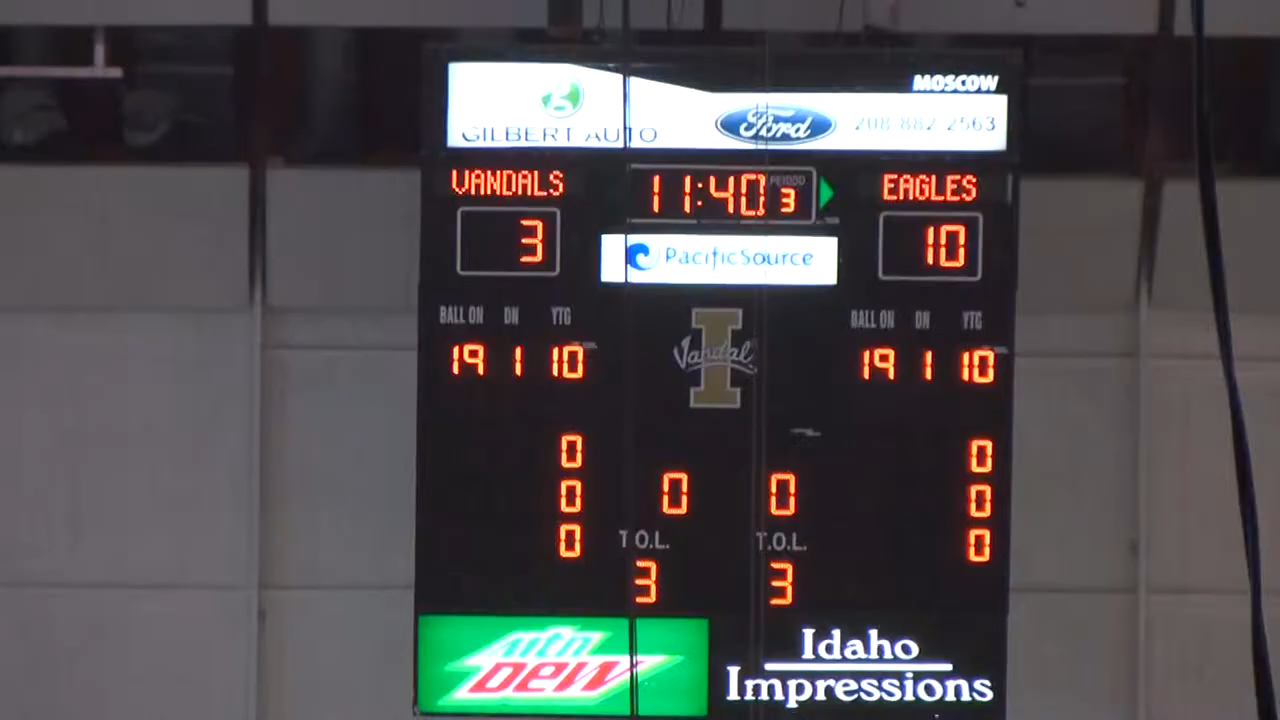 MOSCOW
GILBERT AUTO
Ford 208-882-2563
VANDALS 11:40 PERIOD 3 EAGLES
3 10
PacificSource
BALL ON DN YTG BALL ON DN YTG
19 1 10 19 1 10
I Vandals
0 0
0 0 0 0
0 0
T.O.L. T.O.L.
3 3
mtn DEW
Idaho
Impressions